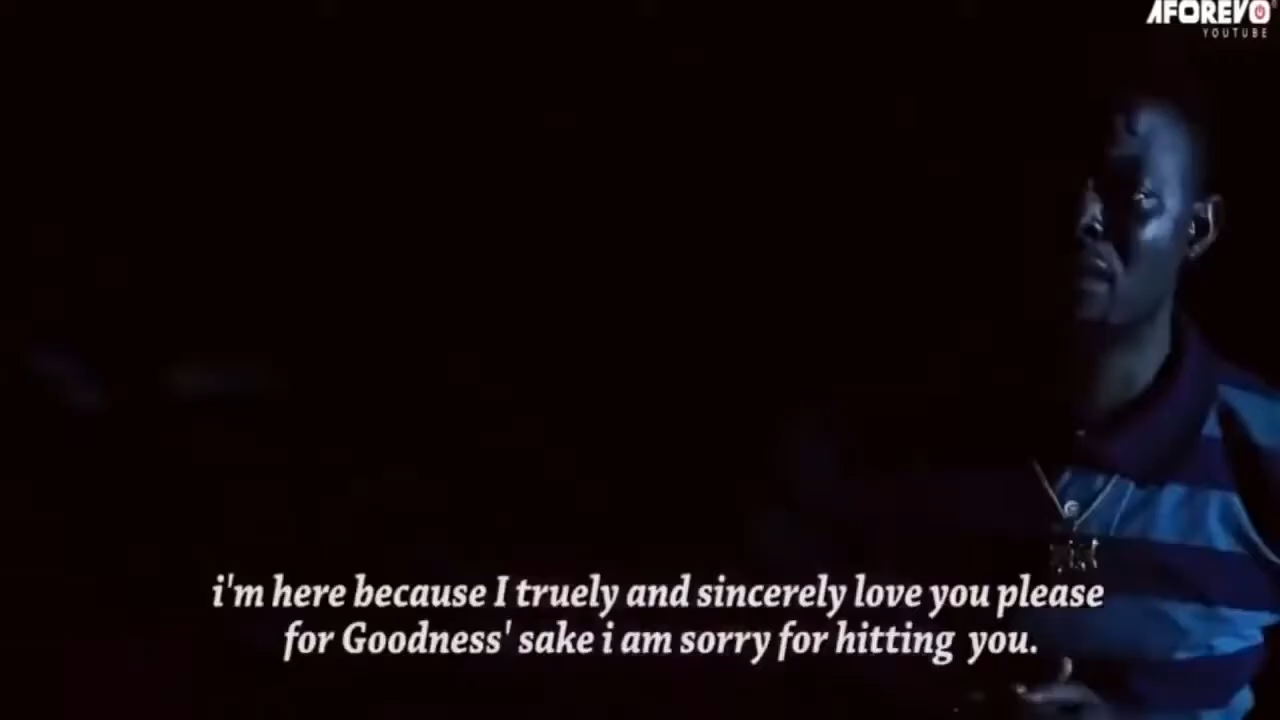 AFOREVO
YOUTUBE
i'm here because I truely and sincerely love you please
for Goodness' sake i am sorry for hitting you.